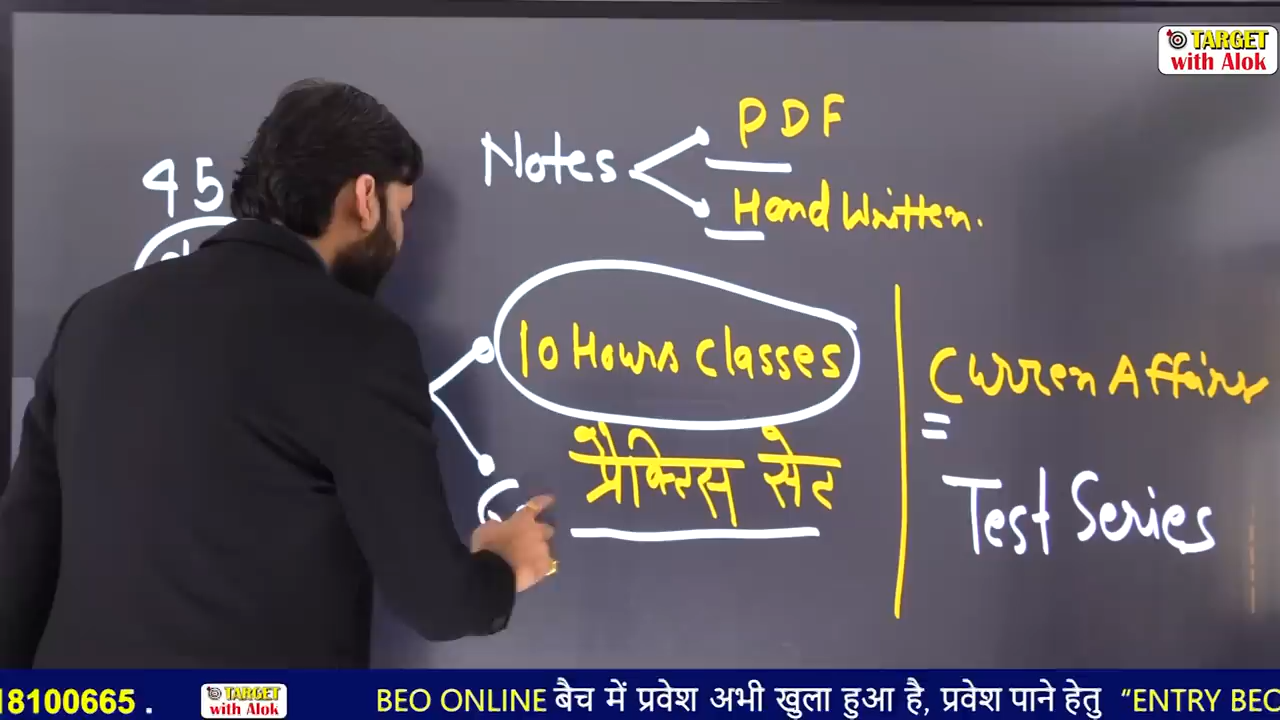 TARGET
with Alok
PDF
Notes
Hand Written.
45
10 Hours Classes
Curren Affairs
प्रैक्टिस सेट
Test Series
18100665 .
TARGET
with Alok
BEO ONLINE बैच में प्रवेश अभी खुला हुआ है, प्रवेश पाने हेतु “ENTRY BEO